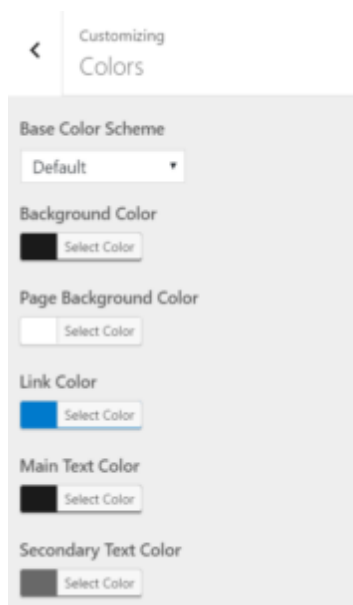 Customizing
Colors
Base Color Scheme
Default
Background Color
Select Color
Page Background Color
Select Color
Link Color
Select Color
Main Text Color
Select Color
Secondary Text Color
Select Color